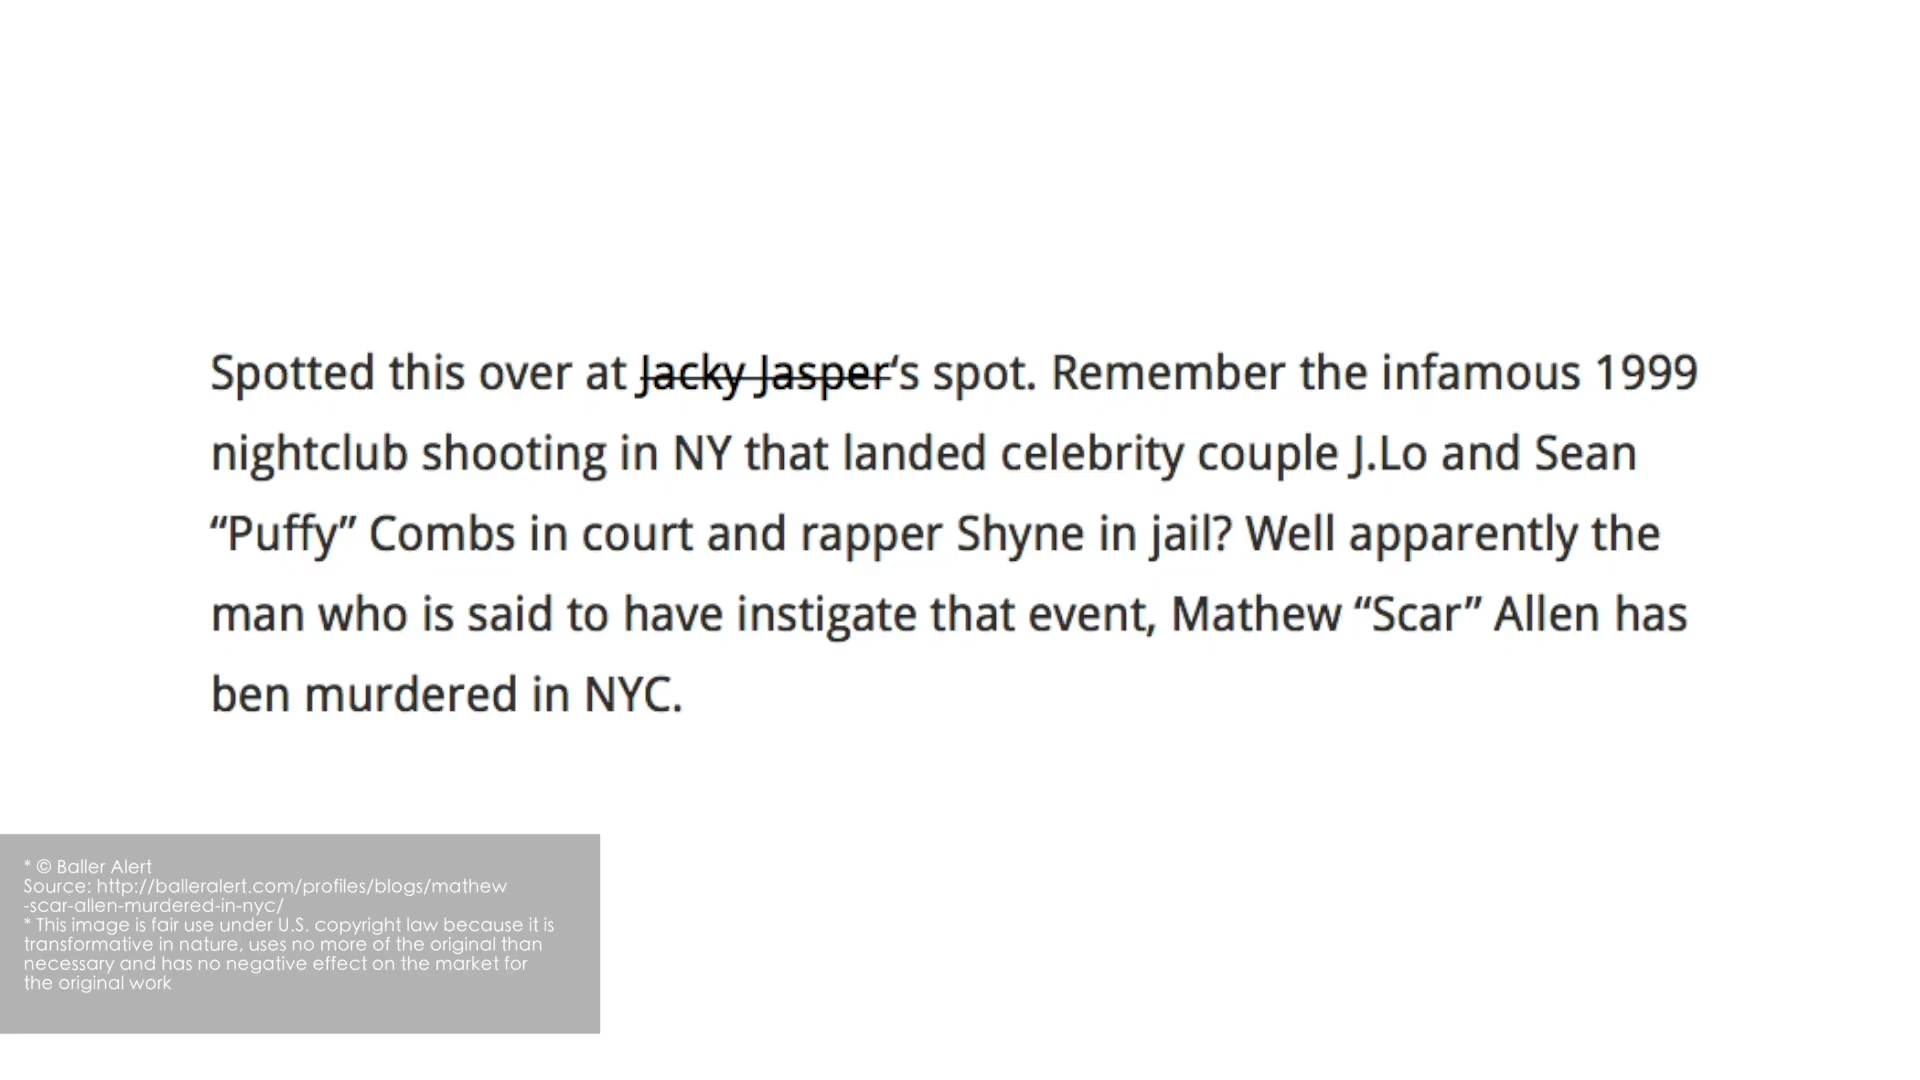 Spotted this over at Jacky Jasper‘s spot. Remember the infamous 1999
nightclub shooting in NY that landed celebrity couple J.Lo and Sean
“Puffy” Combs in court and rapper Shyne in jail? Well apparently the
man who is said to have instigate that event, Mathew “Scar” Allen has
ben murdered in NYC.
* © Baller Alert
Source: http://balleralert.com/profiles/blogs/mathew
-scar-allen-murdered-in-nyc/
* This image is fair use under U.S. copyright law because it is
transformative in nature, uses no more of the original than
necessary and has no negative effect on the market for
the original work